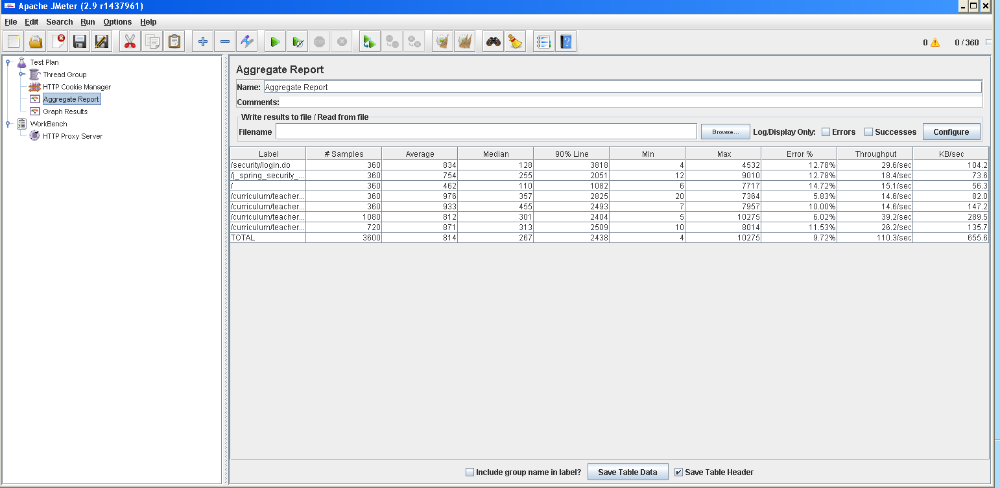 Apache JMeter (2.9 r1437961)
File Edit Search Run Options Help
0 0 / 360
Test Plan
Thread Group
HTTP Cookie Manager
Aggregate Report
Graph Results
WorkBench
HTTP Proxy Server
Aggregate Report
Name: Aggregate Report
Comments:
Write results to file / Read from file
Filename Browse... Log/Display Only: Errors Successes Configure
Label # Samples Average Median 90% Line Min Max Error % Throughput KB/sec
/security/login.do 360 834 128 3818 4 4532 12.78% 29.6/sec 104.2
/j_spring_security_... 360 754 255 2051 12 9010 12.78% 18.4/sec 73.6
/ 360 462 110 1082 6 7717 14.72% 15.1/sec 56.3
/curriculum/teacher... 360 976 357 2825 20 7364 5.83% 14.6/sec 82.0
/curriculum/teacher... 360 933 455 2493 7 7957 10.00% 14.6/sec 147.2
/curriculum/teacher... 1080 812 301 2404 5 10275 6.02% 39.2/sec 289.5
/curriculum/teacher... 720 871 313 2509 10 8014 11.53% 26.2/sec 135.7
TOTAL 3600 814 267 2438 4 10275 9.72% 110.3/sec 655.6
Include group name in label? Save Table Data Save Table Header